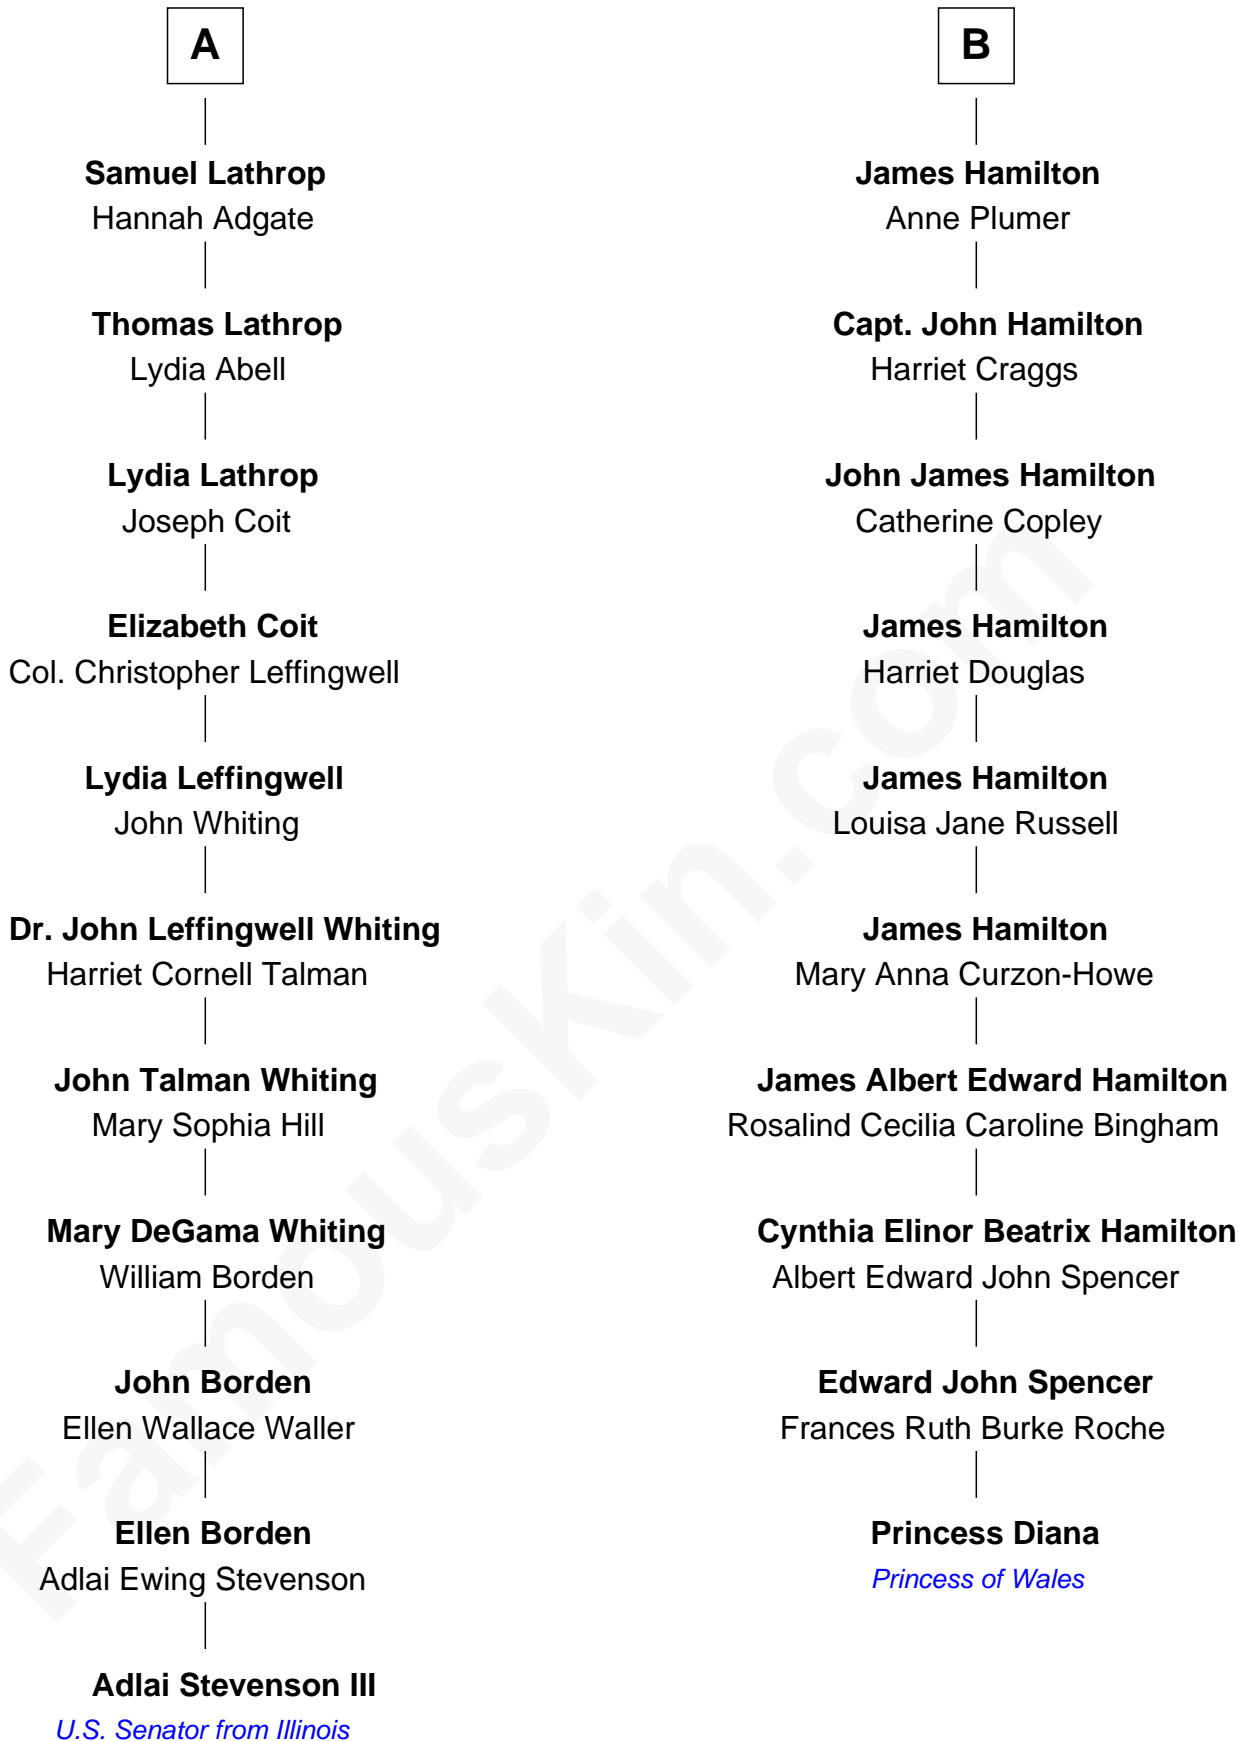 A
Samuel Lathrop
Hannah Adgate
Thomas Lathrop
Lydia Abell
Lydia Lathrop
Joseph Coit
Elizabeth Coit
Col. Christopher Leffingwell
Lydia Leffingwell
John Whiting
Dr. John Leffingwell Whiting
Harriet Cornell Talman
John Talman Whiting
Mary Sophia Hill
Mary DeGama Whiting
William Borden
John Borden
Ellen Wallace Waller
Ellen Borden
Adlai Ewing Stevenson
Adlai Stevenson III
U.S. Senator from Illinois
B
James Hamilton
Anne Plumer
Capt. John Hamilton
Harriet Craggs
John James Hamilton
Catherine Copley
James Hamilton
Harriet Douglas
James Hamilton
Louisa Jane Russell
James Hamilton
Mary Anna Curzon-Howe
James Albert Edward Hamilton
Rosalind Cecilia Caroline Bingham
Cynthia Elinor Beatrix Hamilton
Albert Edward John Spencer
Edward John Spencer
Frances Ruth Burke Roche
Princess Diana
Princess of Wales
FamousKin.com